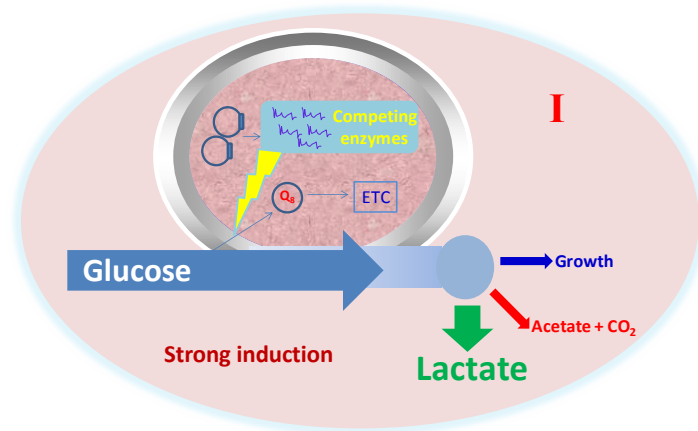 I
Competing
enzymes
Q8
ETC
Glucose
Growth
Acetate + CO2
Strong induction
Lactate